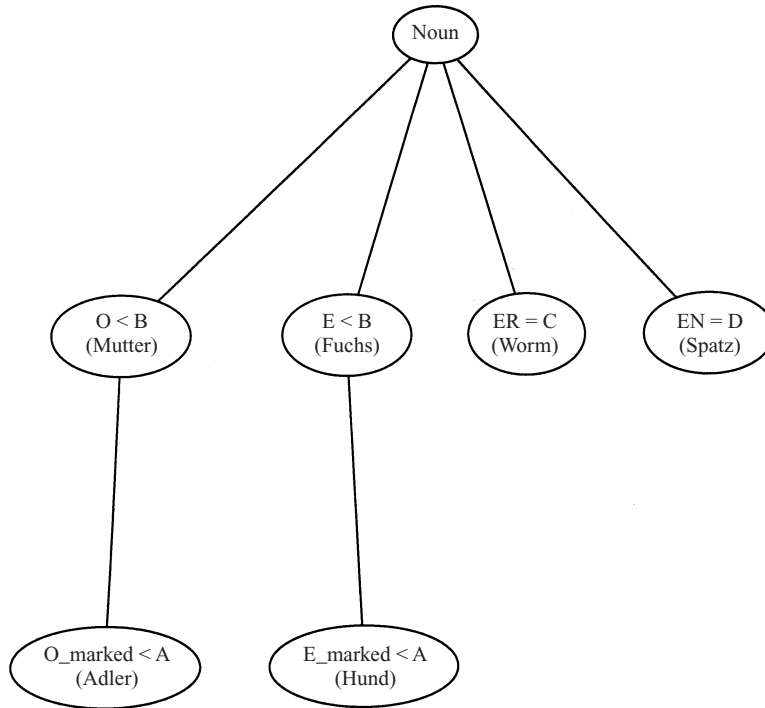 Noun
O < B
(Mutter)
E < B
(Fuchs)
ER = C
(Worm)
EN = D
(Spatz)
O_marked < A
(Adler)
E_marked < A
(Hund)